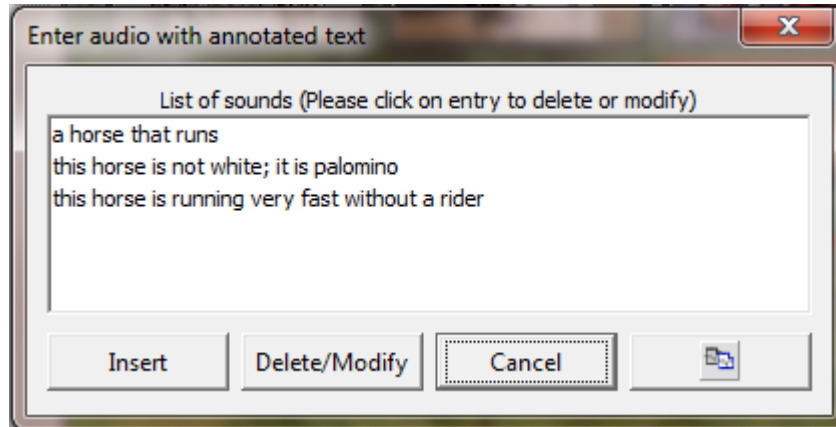 Enter audio with annotated text
List of sounds (Please click on entry to delete or modify)
a horse that runs
this horse is not white; it is palomino
this horse is running very fast without a rider
Insert
Delete/Modify
Cancel